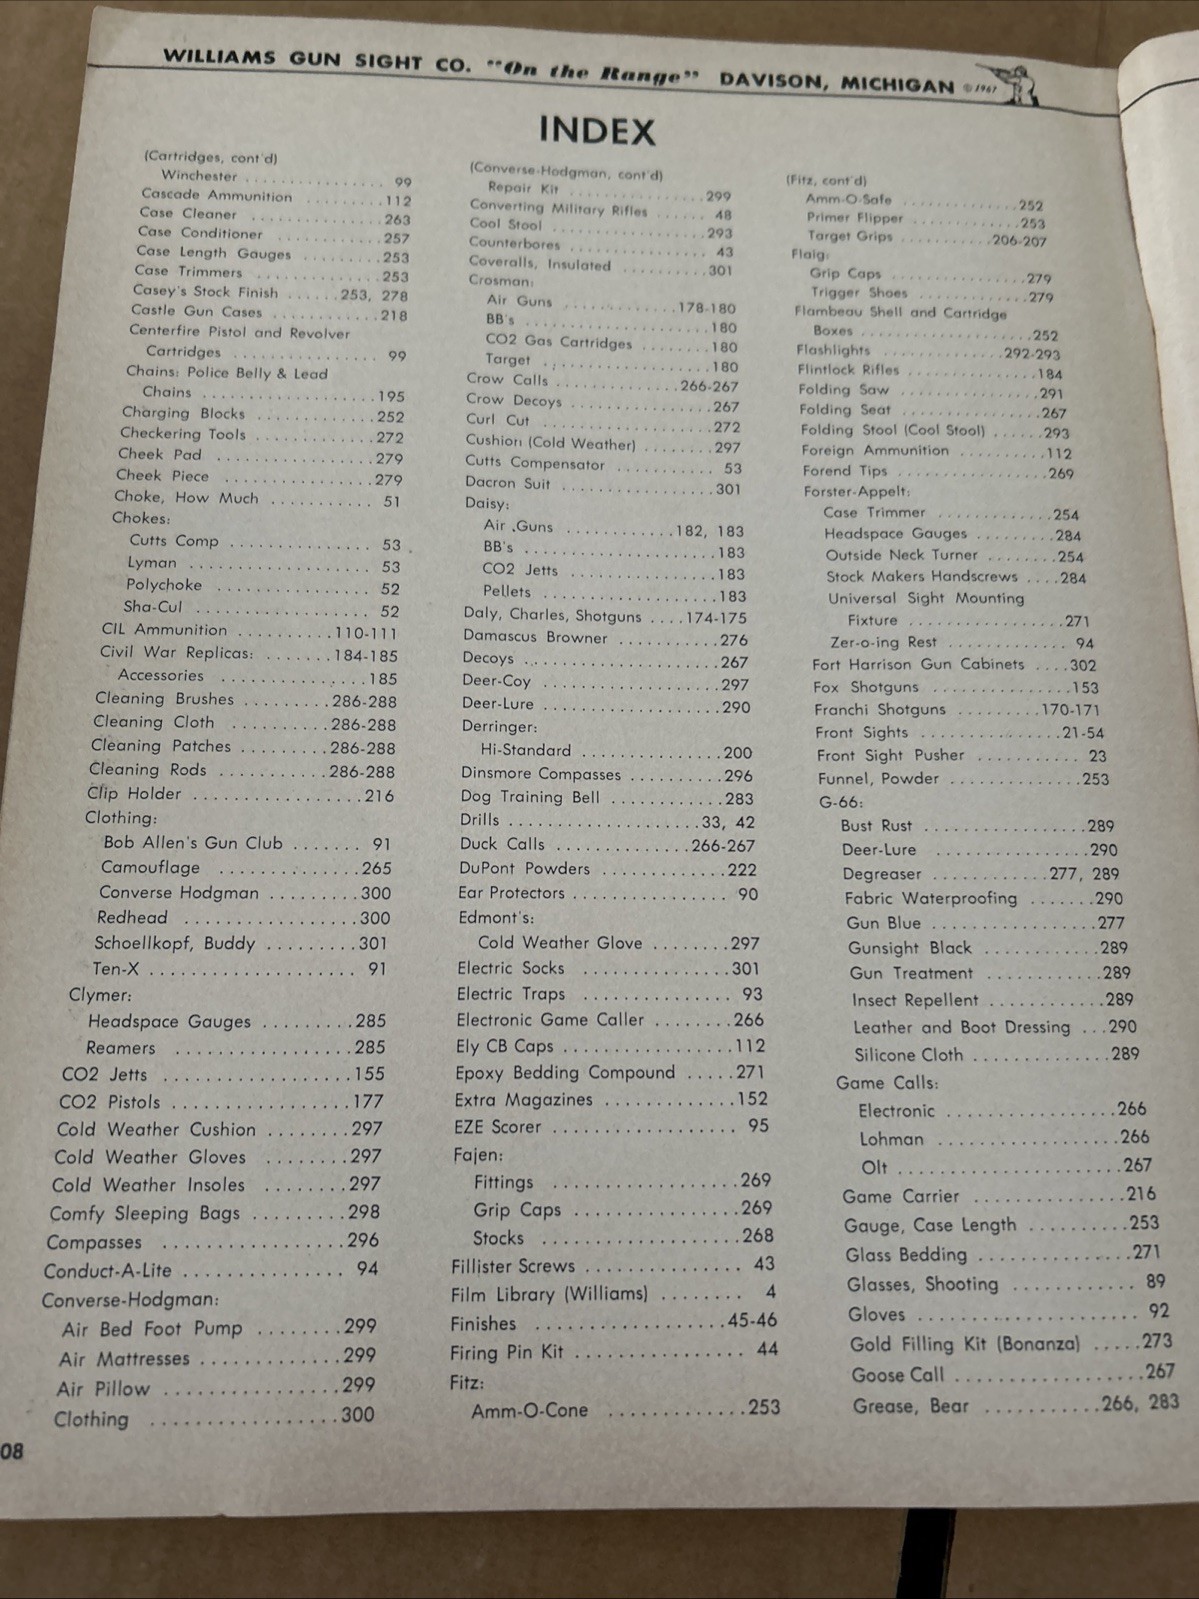 WILLIAMS GUN SIGHT CO. "On the Range" DAVISON, MICHIGAN ©1967
INDEX
(Cartridges, cont'd)
Winchester ................ 99
Cascade Ammunition .........112
Case Cleaner ............263
Case Conditioner ..........257
Case Length Gauges .........253
Case Trimmers ............253
Casey's Stock Finish ......253, 278
Castle Gun Cases ..........218
Centerfire Pistol and Revolver
Cartridges ................ 99
Chains: Police Belly & Lead
Chains ..................195
Charging Blocks ...........252
Checkering Tools ...........272
Cheek Pad ................279
Cheek Piece ...............279
Choke, How Much .......... 51
Chokes:
Cutts Comp .............. 53
Lyman .................. 53
Polychoke ................ 52
Sha-Cul ................. 52
CIL Ammunition ..........110-111
Civil War Replicas: .......184-185
Accessories ..............185
Cleaning Brushes .........286-288
Cleaning Cloth ..........286-288
Cleaning Patches .........286-288
Cleaning Rods ...........286-288
Clip Holder .................216
Clothing:
Bob Allen's Gun Club ....... 91
Camouflage ..............265
Converse Hodgman .........300
Redhead .................300
Schoellkopf, Buddy .........301
Ten-X .................... 91
Clymer:
Headspace Gauges .........285
Reamers .................285
CO2 Jetts ..................155
CO2 Pistols .................177
Cold Weather Cushion ........297
Cold Weather Gloves ........297
Cold Weather Insoles ........297
Comfy Sleeping Bags .........298
Compasses .................296
Conduct-A-Lite ............... 94
Converse-Hodgman:
Air Bed Foot Pump ........299
Air Mattresses .............299
Air Pillow .................299
Clothing .................300
(Converse-Hodgman, cont'd)
Repair Kit ...............299
Converting Military Rifles ...... 48
Cool Stool ................293
Counterbores ............... 43
Coveralls, Insulated .........301
Crosman:
Air Guns ............178-180
BB's ....................180
CO2 Gas Cartridges ........180
Target .................180
Crow Calls .............266-267
Crow Decoys ..............267
Curl Cut .................272
Cushion (Cold Weather) .......297
Cutts Compensator ............ 53
Dacron Suit ................301
Daisy:
Air Guns ...........182, 183
BB's ....................183
CO2 Jetts ...............183
Pellets ..................183
Daly, Charles, Shotguns ....174-175
Damascus Browner ...........276
Decoys ....................267
Deer-Coy ..................297
Deer-Lure ..................290
Derringer:
Hi-Standard ..............200
Dinsmore Compasses ..........296
Dog Training Bell ...........283
Drills ...................33, 42
Duck Calls .............266-267
DuPont Powders .............222
Ear Protectors ............... 90
Edmont's:
Cold Weather Glove ........297
Electric Socks ...............301
Electric Traps ............... 93
Electronic Game Caller ........266
Ely CB Caps .................112
Epoxy Bedding Compound .....271
Extra Magazines .............152
EZE Scorer ................. 95
Fajen:
Fittings ..................269
Grip Caps ................269
Stocks ...................268
Fillister Screws ............... 43
Film Library (Williams) ........ 4
Finishes ..................45-46
Firing Pin Kit ............... 44
Fitz:
Amm-O-Cone ............253
(Fitz, cont'd)
Amm-O-Safe ..............252
Primer Flipper .............253
Target Grips ..........206-207
Flaig:
Grip Caps ................279
Trigger Shoes .............279
Flambeau Shell and Cartridge
Boxes ...................252
Flashlights .............292-293
Flintlock Rifles ..............184
Folding Saw ................291
Folding Seat ...............267
Folding Stool (Cool Stool) ......293
Foreign Ammunition ..........112
Forend Tips ................269
Forster-Appelt:
Case Trimmer ............254
Headspace Gauges .........284
Outside Neck Turner ........254
Stock Makers Handscrews ....284
Universal Sight Mounting
Fixture .................271
Zer-o-ing Rest ............. 94
Fort Harrison Gun Cabinets ....302
Fox Shotguns ...............153
Franchi Shotguns .........170-171
Front Sights ...............21-54
Front Sight Pusher ........... 23
Funnel, Powder .............253
G-66:
Bust Rust .................289
Deer-Lure ................290
Degreaser ............277, 289
Fabric Waterproofing .......290
Gun Blue .................277
Gunsight Black ............289
Gun Treatment ............289
Insect Repellent ............289
Leather and Boot Dressing ...290
Silicone Cloth .............289
Game Calls:
Electronic .................266
Lohman ..................266
Olt ......................267
Game Carrier ...............216
Gauge, Case Length ..........253
Glass Bedding ...............271
Glasses, Shooting ............ 89
Gloves ..................... 92
Gold Filling Kit (Bonanza) .....273
Goose Call .................267
Grease, Bear ...........266, 283
08